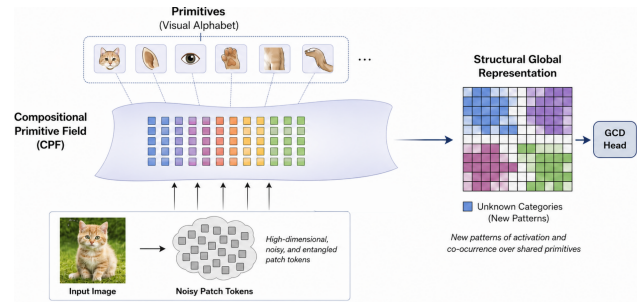 Primitives
(Visual Alphabet)
...
Compositional
Primitive Field
(CPF)
Structural Global
Representation
GCD
Head
Unknown Categories
(New Patterns)
New patterns of activation and
co-ocurrence over shared primitives
High-dimensional,
noisy, and entangled
patch tokens
Input Image
Noisy Patch Tokens